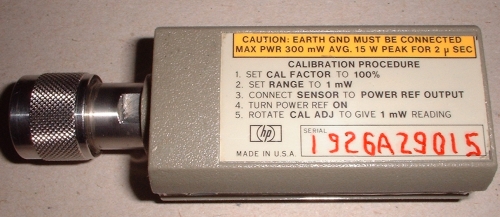 CAUTION: EARTH GND MUST BE CONNECTED
MAX PWR 300 mW AVG. 15 W PEAK FOR 2 μ SEC
CALIBRATION PROCEDURE
1. SET CAL FACTOR TO 100%
2. SET RANGE TO 1 mW
3. CONNECT SENSOR TO POWER REF OUTPUT
4. TURN POWER REF ON
5. ROTATE CAL ADJ TO GIVE 1 mW READING
hp
MADE IN U.S.A.
SERIAL
1926A29015